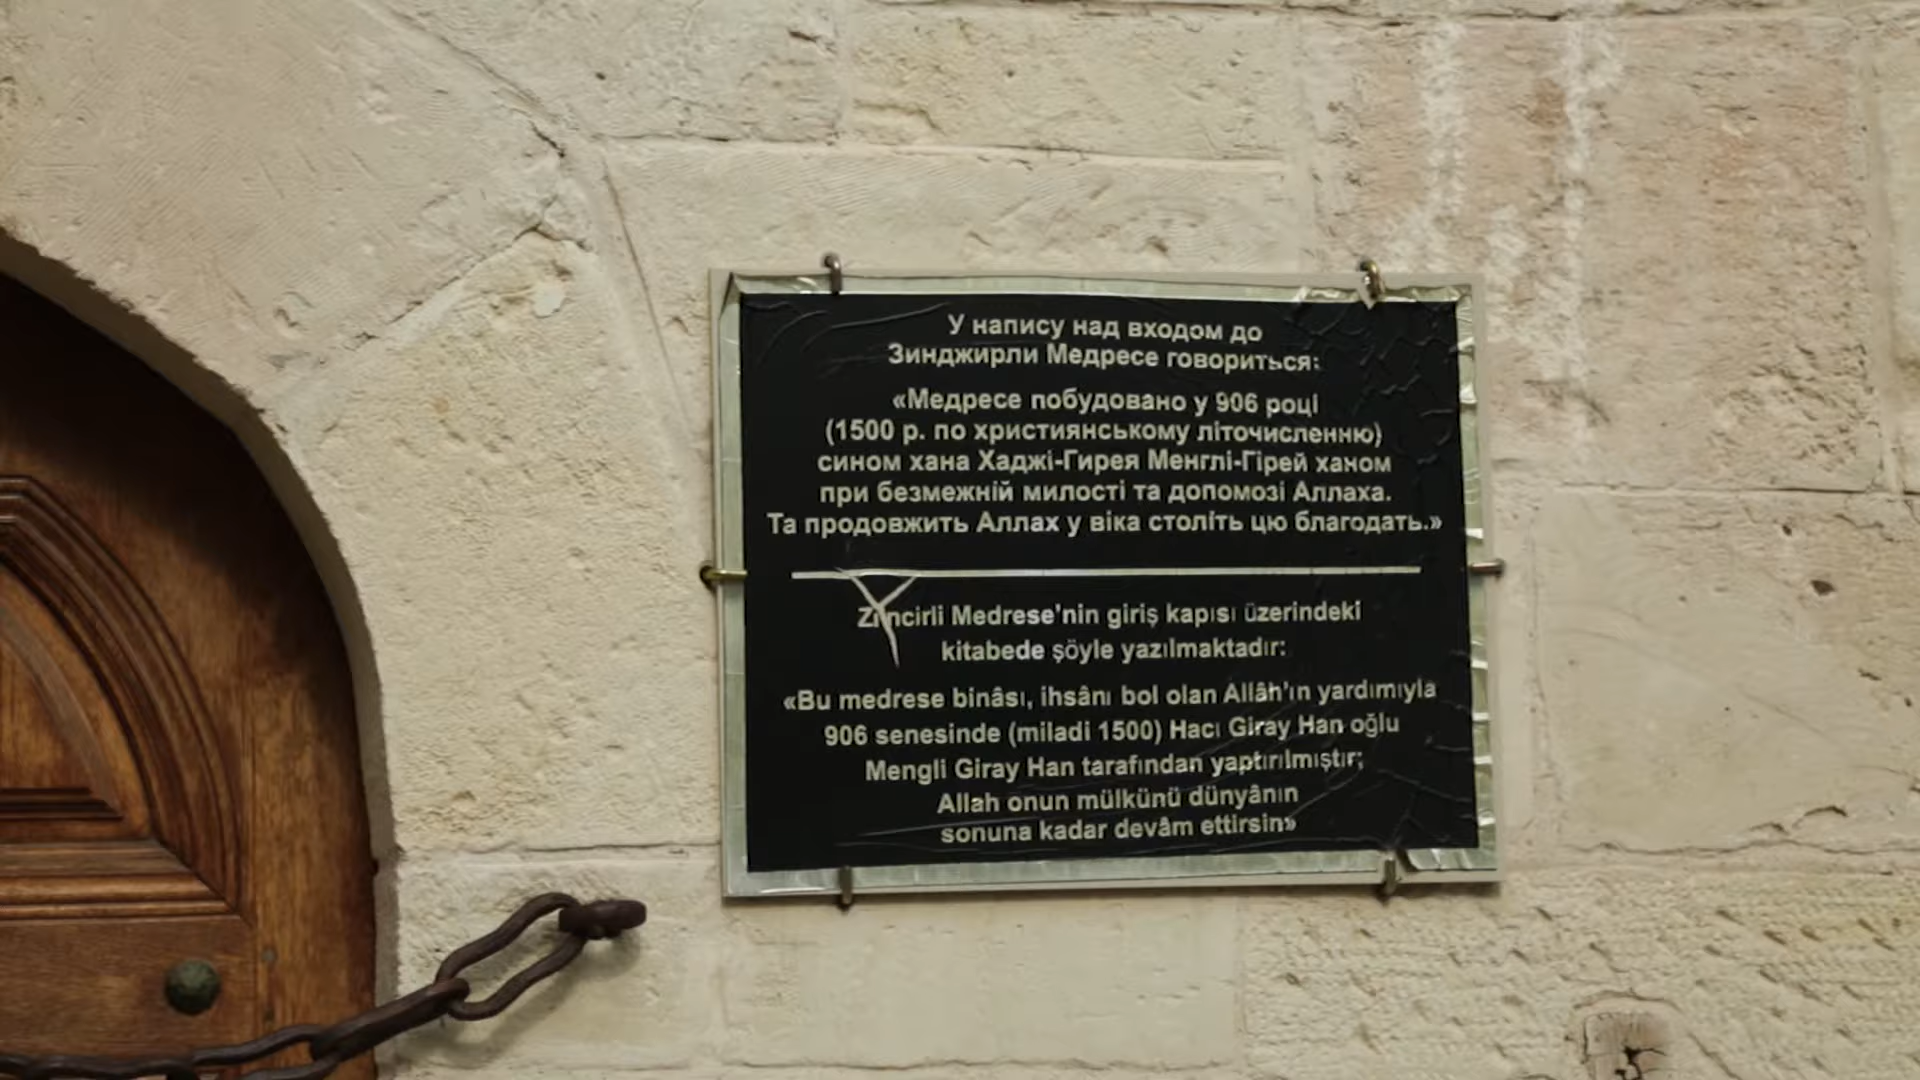 У напису над входом до
Зинджирли Медресе говориться:
«Медресе побудовано у 906 році
(1500 р. по християнському літочисленню)
сином хана Хаджі-Гирея Менглі-Гірей ханом
при безмежній милості та допомозі Аллаха.
Та продовжить Аллах у віка століть цю благодать.»
Zincirli Medrese'nin giriş kapısı üzerindeki
kitabede şöyle yazılmaktadır:
«Bu medrese binâsı, ihsânı bol olan Allâh'ın yardımıyla
906 senesinde (miladi 1500) Hacı Giray Han oğlu
Mengli Giray Han tarafından yaptırılmıştır;
Allah onun mülkünü dünyânın
sonuna kadar devâm ettirsin»